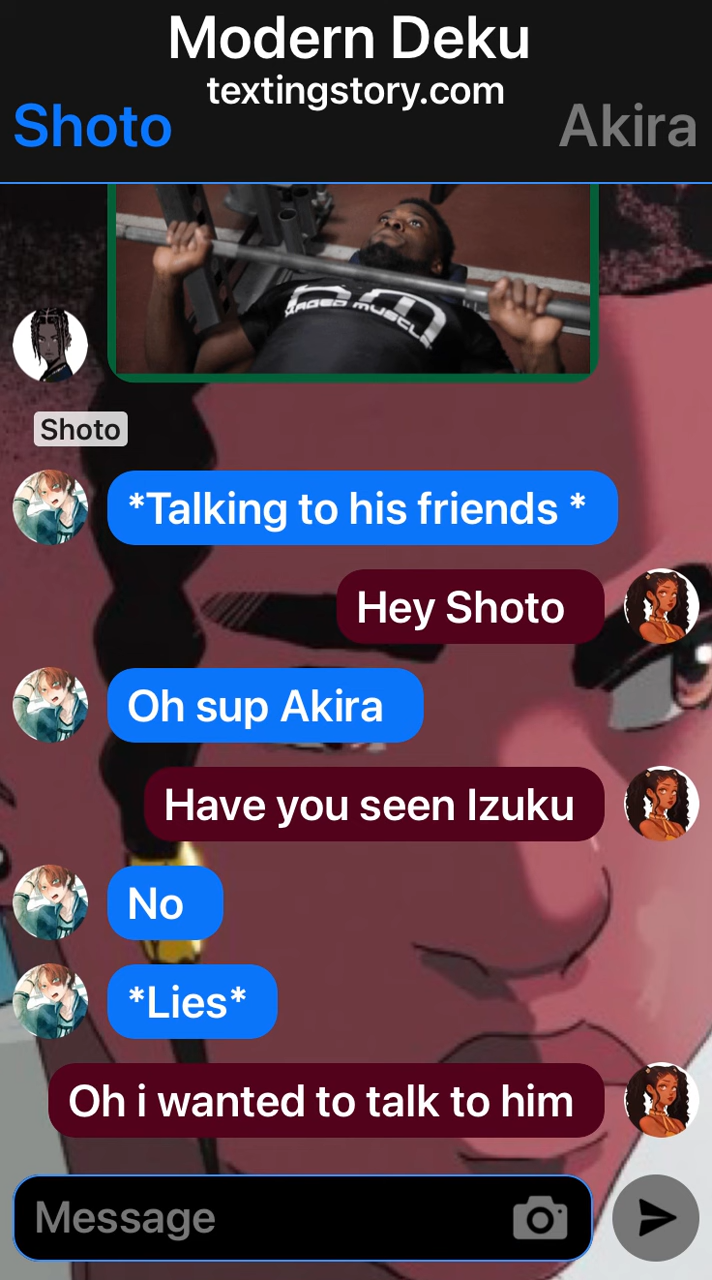 Modern Deku
textingstory.com
Shoto
Akira
Shoto
*Talking to his friends *
Hey Shoto
Oh sup Akira
Have you seen Izuku
No
*Lies*
Oh i wanted to talk to him
Message